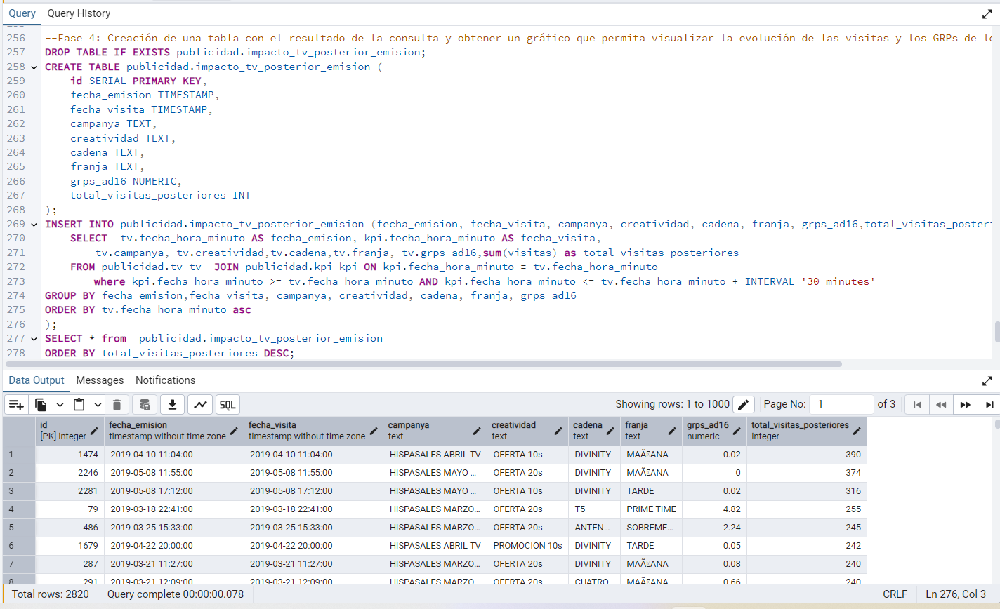 Query Query History
256 --Fase 4: Creación de una tabla con el resultado de la consulta y obtener un gráfico que permita visualizar la evolución de las visitas y los GRPs de
257 DROP TABLE IF EXISTS publicidad.impacto_tv_posterior_emision;
258 CREATE TABLE publicidad.impacto_tv_posterior_emision (
259 id SERIAL PRIMARY KEY,
260 fecha_emision TIMESTAMP,
261 fecha_visita TIMESTAMP,
262 campanya TEXT,
263 creatividad TEXT,
264 cadena TEXT,
265 franja TEXT,
266 grps_ad16 NUMERIC,
267 total_visitas_posteriores INT
268 );
269 INSERT INTO publicidad.impacto_tv_posterior_emision (fecha_emision, fecha_visita, campanya, creatividad, cadena, franja, grps_ad16,total_visitas_poster
270 SELECT tv.fecha_hora_minuto AS fecha_emision, kpi.fecha_hora_minuto AS fecha_visita,
271 tv.campanya, tv.creatividad,tv.cadena,tv.franja, tv.grps_ad16,sum(visitas) as total_visitas_posteriores
272 FROM publicidad.tv tv JOIN publicidad.kpi kpi ON kpi.fecha_hora_minuto = tv.fecha_hora_minuto
273 where kpi.fecha_hora_minuto >= tv.fecha_hora_minuto AND kpi.fecha_hora_minuto <= tv.fecha_hora_minuto + INTERVAL '30 minutes'
274 GROUP BY fecha_emision,fecha_visita, campanya, creatividad, cadena, franja, grps_ad16
275 ORDER BY tv.fecha_hora_minuto asc
276 );
277 SELECT * from publicidad.impacto_tv_posterior_emision
278 ORDER BY total_visitas_posteriores DESC;
Data Output Messages Notifications
SQL Showing rows: 1 to 1000 Page No: 1 of 3
id fecha_emision fecha_visita campanya creatividad cadena franja grps_ad16 total_visitas_posteriores
[PK] integer timestamp without time zone timestamp without time zone text text text text numeric integer
1 1474 2019-04-10 11:04:00 2019-04-10 11:04:00 HISPASALES ABRIL TV OFERTA 10s DIVINITY MAÃ▯ANA 0.02 390
2 2246 2019-05-08 11:55:00 2019-05-08 11:55:00 HISPASALES MAYO ... OFERTA 20s DIVINITY MAÃ▯ANA 0 374
3 2281 2019-05-08 17:12:00 2019-05-08 17:12:00 HISPASALES MAYO ... OFERTA 20s DIVINITY TARDE 0.02 316
4 79 2019-03-18 22:41:00 2019-03-18 22:41:00 HISPASALES MARZO... OFERTA 20s T5 PRIME TIME 4.82 255
5 486 2019-03-25 15:33:00 2019-03-25 15:33:00 HISPASALES MARZO... OFERTA 20s ANTEN... SOBREME... 2.24 245
6 1679 2019-04-22 20:00:00 2019-04-22 20:00:00 HISPASALES ABRIL TV PROMOCION 10s DIVINITY TARDE 0.05 242
7 287 2019-03-21 11:27:00 2019-03-21 11:27:00 HISPASALES MARZO... OFERTA 20s DIVINITY MAÃ▯ANA 0.08 240
8 291 2019-03-21 12:09:00 2019-03-21 12:09:00 HISPASALES MARZO OFERTA 20s CUATRO MAÃ▯ANA 0.66 240
Total rows: 2820 Query complete 00:00:00.078 CRLF Ln 276, Col 3